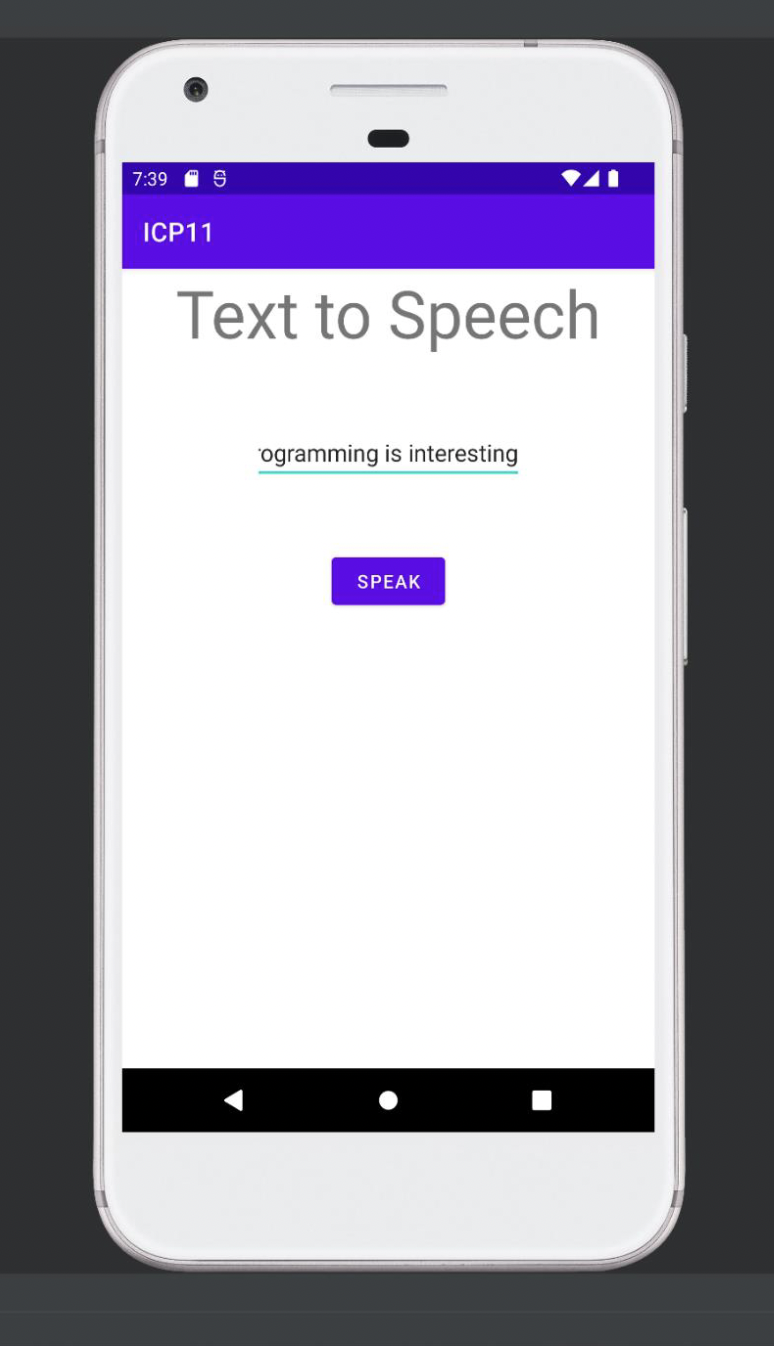 7:39
ICP11
Text to Speech
rogramming is interesting
SPEAK